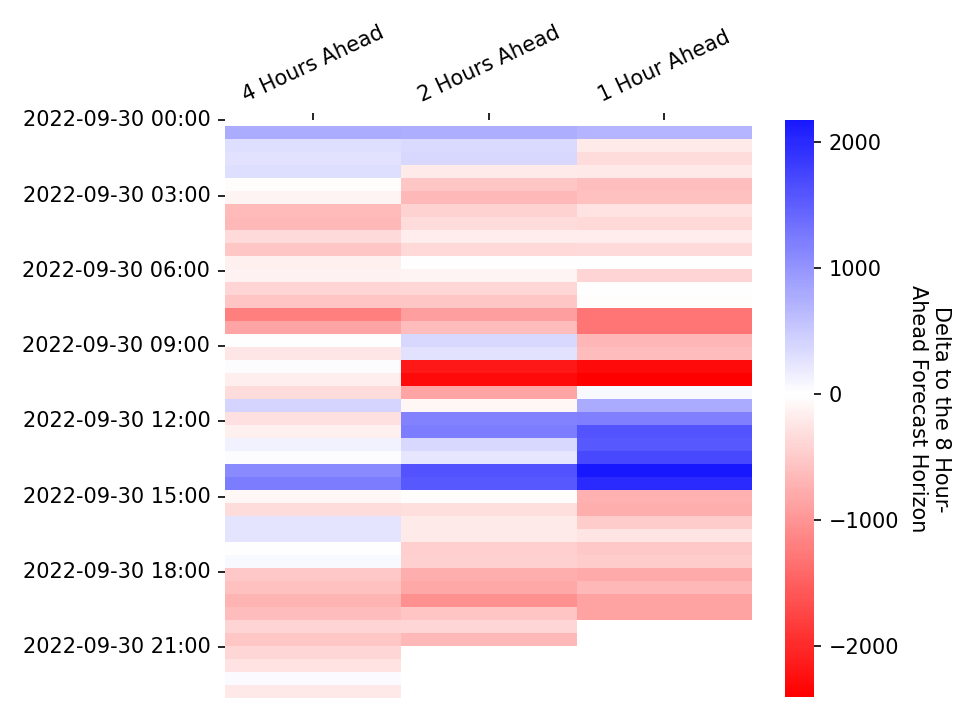 4 Hours Ahead
2 Hours Ahead
1 Hour Ahead
2022-09-30 00:00
2022-09-30 03:00
2022-09-30 06:00
2022-09-30 09:00
2022-09-30 12:00
2022-09-30 15:00
2022-09-30 18:00
2022-09-30 21:00
2000
1000
0
−1000
−2000
Delta to the 8 Hour-
Ahead Forecast Horizon